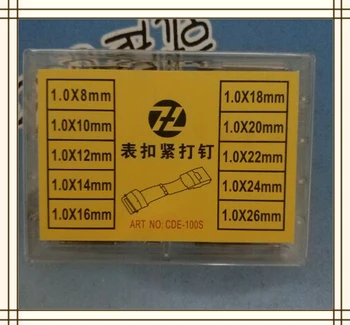 1.0X8mm
1.0X10mm
1.0X12mm
1.0X14mm
1.0X16mm
表扣紧打钉
ART NO: CDE-100S
1.0X18mm
1.0X20mm
1.0X22mm
1.0X24mm
1.0X26mm